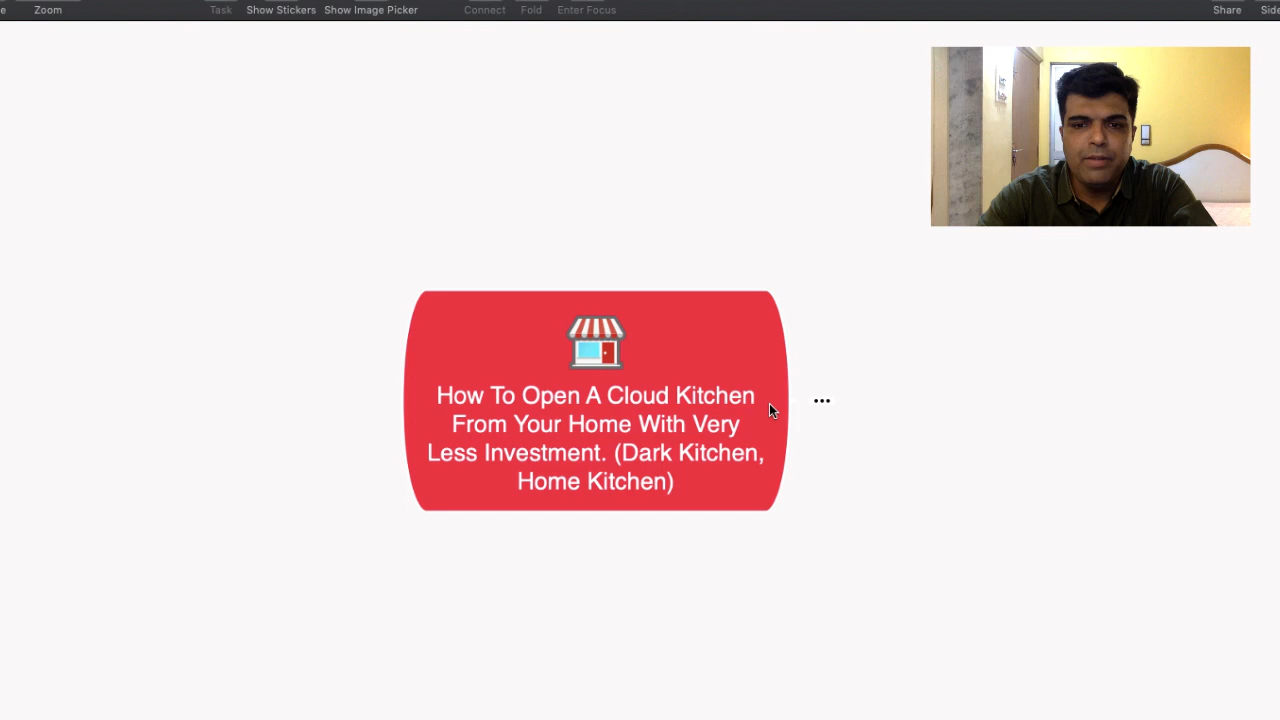 Zoom Task Show Stickers Show Image Picker Connect Fold Enter Focus Share
How To Open A Cloud Kitchen
From Your Home With Very
Less Investment. (Dark Kitchen,
Home Kitchen)